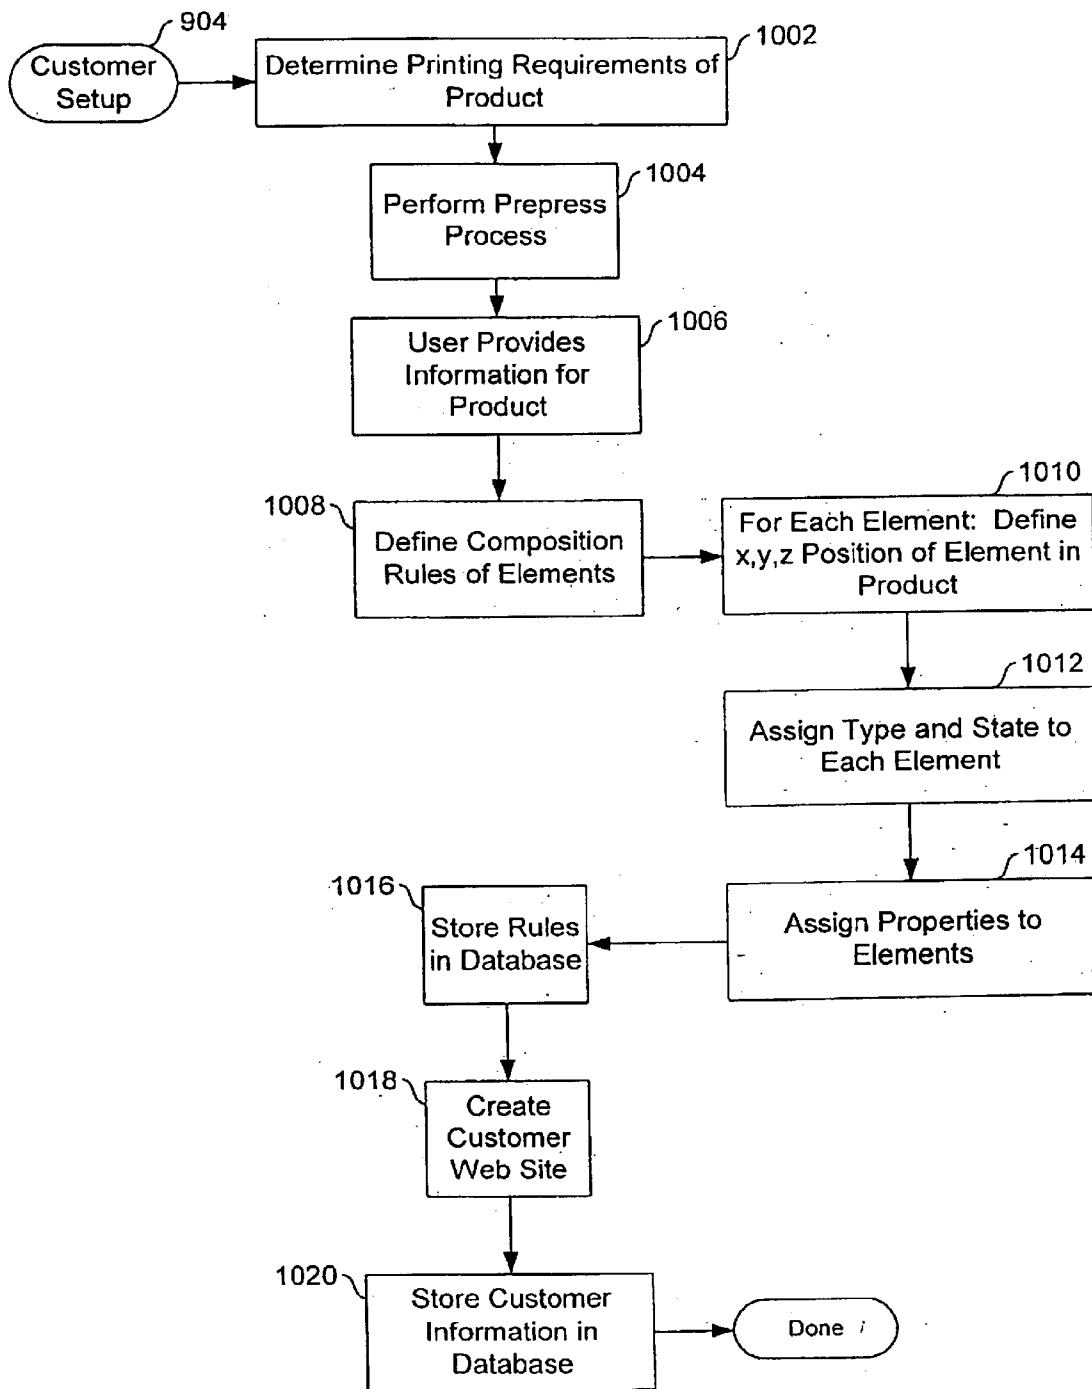 904
Customer
Setup
1002
Determine Printing Requirements of
Product
1004
Perform Prepress
Process
1006
User Provides
Information for
Product
1008
Define Composition
Rules of Elements
1010
For Each Element: Define
x,y,z Position of Element in
Product
1012
Assign Type and State to
Each Element
1014
Assign Properties to
Elements
1016
Store Rules
in Database
1018
Create
Customer
Web Site
1020
Store Customer
Information in
Database
Done